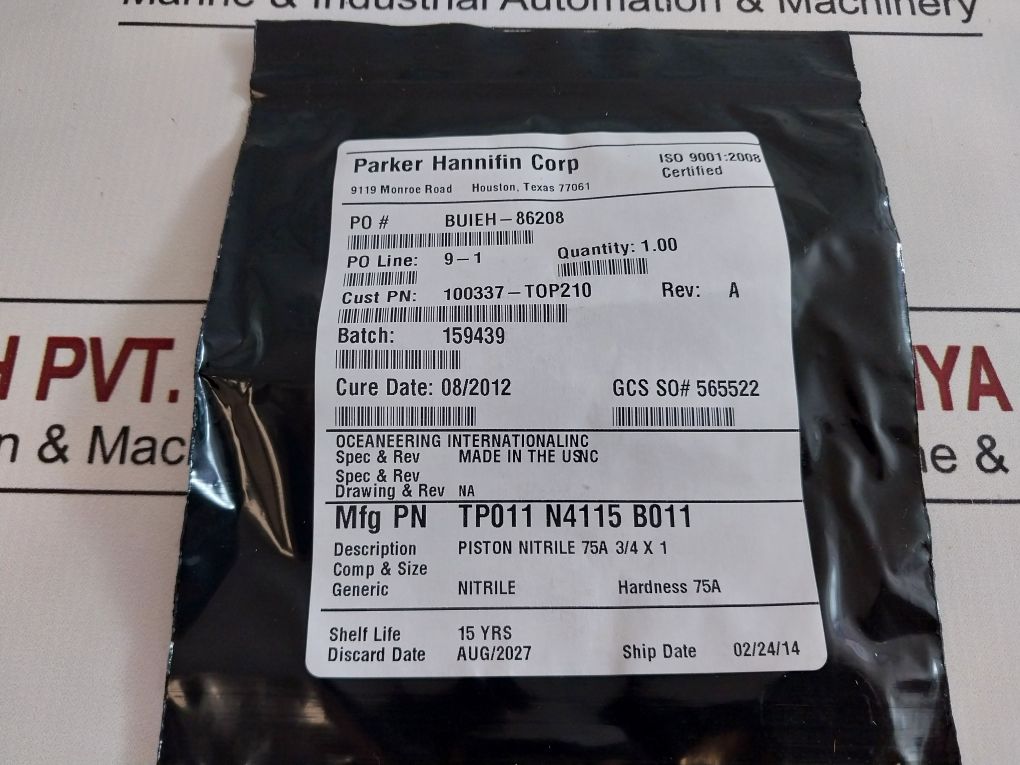 Marine & Industrial Automation & Machinery
Parker Hannifin Corp ISO 9001:2008
Certified
9119 Monroe Road Houston, Texas 77061
PO # BUIEH-86208
PO Line: 9-1 Quantity: 1.00
Cust PN: 100337-TOP210 Rev: A
Batch: 159439
Cure Date: 08/2012 GCS SO# 565522
OCEANEERING INTERNATIONALINC
Spec & Rev MADE IN THE USNC
Spec & Rev
Drawing & Rev NA
Mfg PN TP011 N4115 B011
Description PISTON NITRILE 75A 3/4 X 1
Comp & Size
Generic NITRILE Hardness 75A
Shelf Life 15 YRS
Discard Date AUG/2027 Ship Date 02/24/14
H PVT. YA
n & Mac ne &